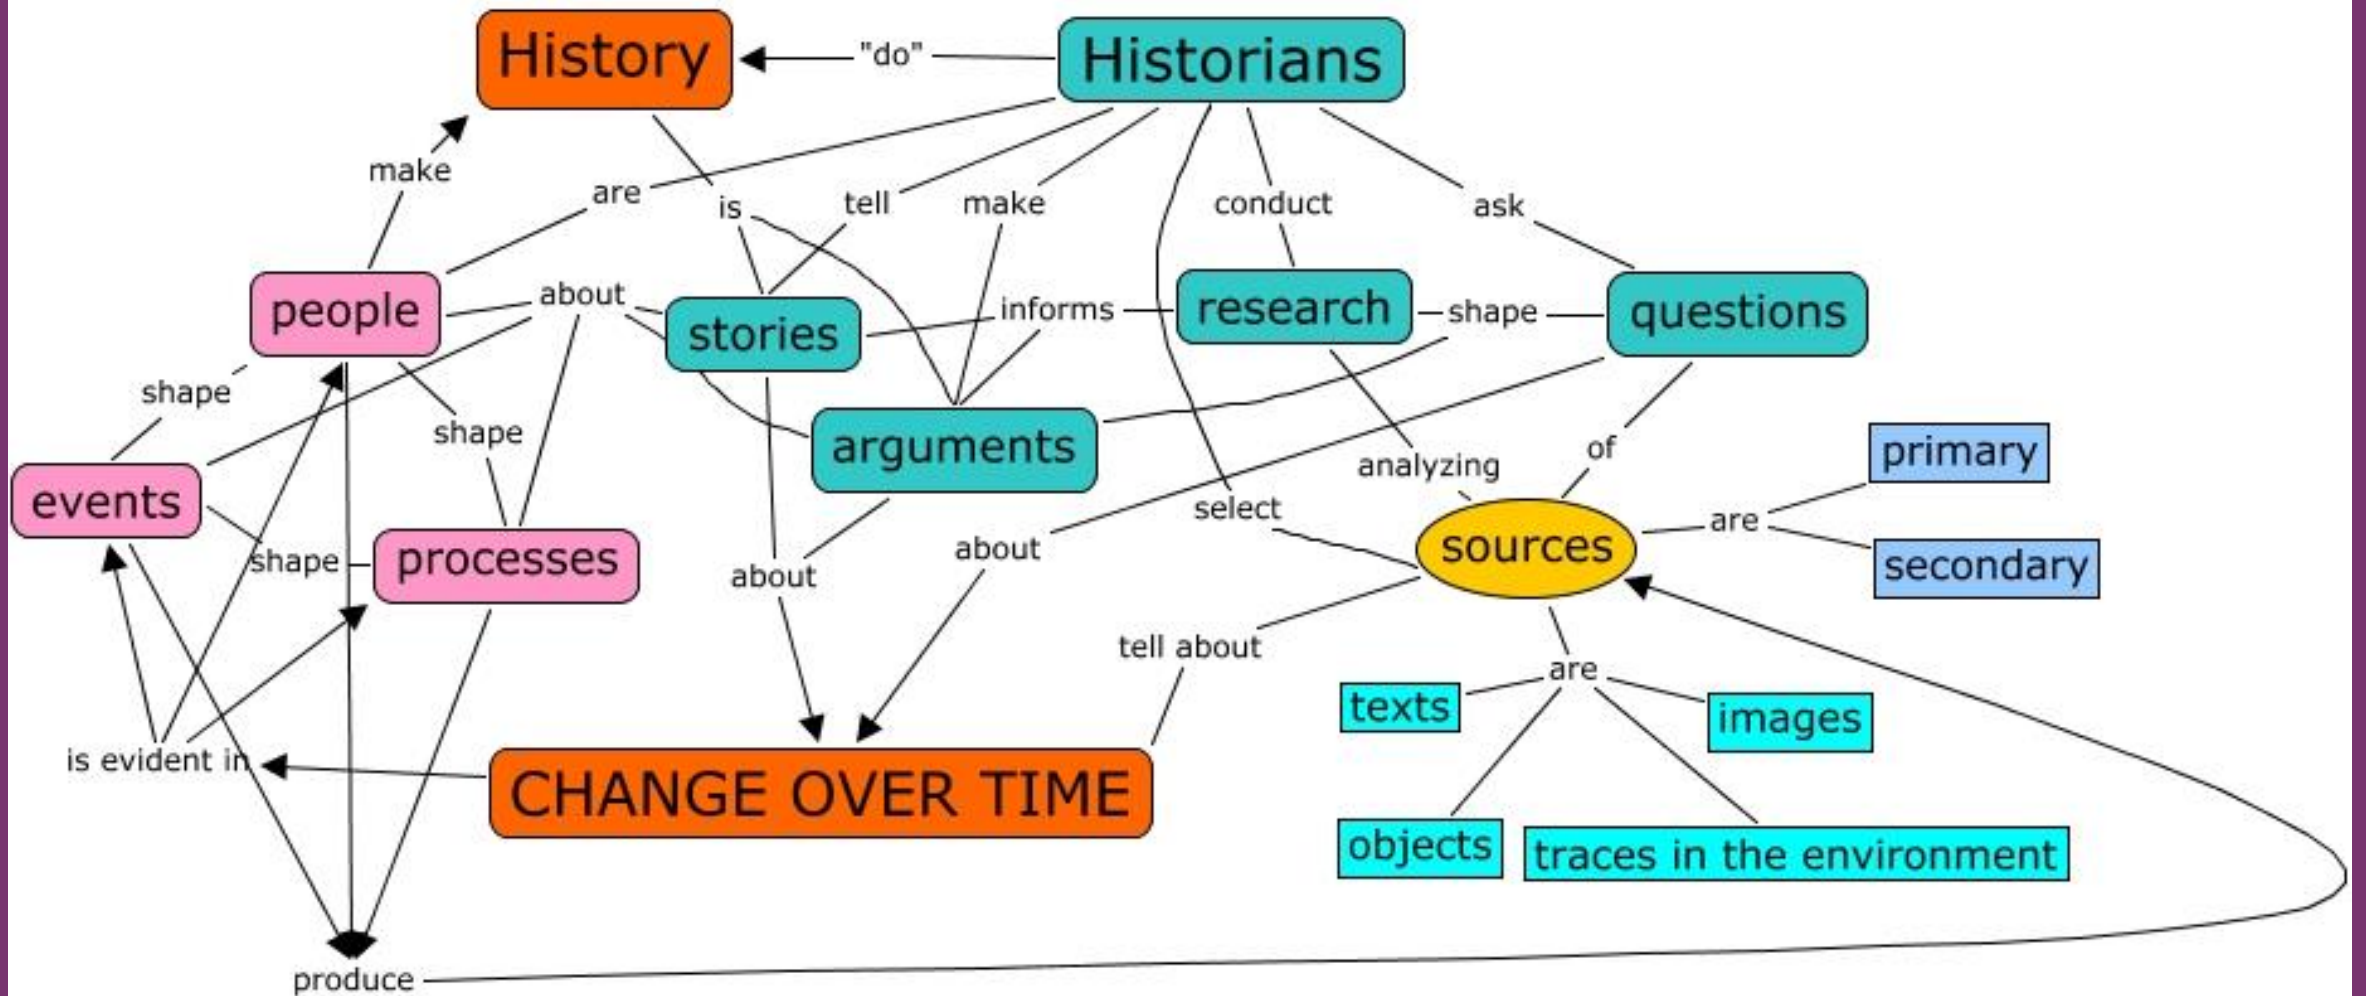 History
"do"
Historians
make
are
is
tell
make
conduct
ask
people
about
stories
informs
research
shape
questions
shape
shape
arguments
analyzing
of
primary
events
select
are
shape
processes
about
about
sources
secondary
tell about
are
texts
images
is evident in
CHANGE OVER TIME
objects
traces in the environment
produce